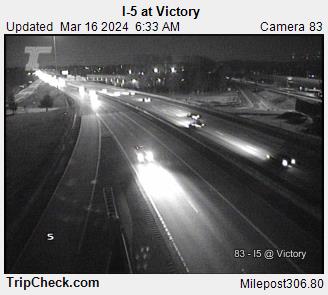 I-5 at Victory
Updated Mar 16 2024 6:33 AM Camera 83
S
83 - I5 @ Victory
TripCheck.com Milepost306.80